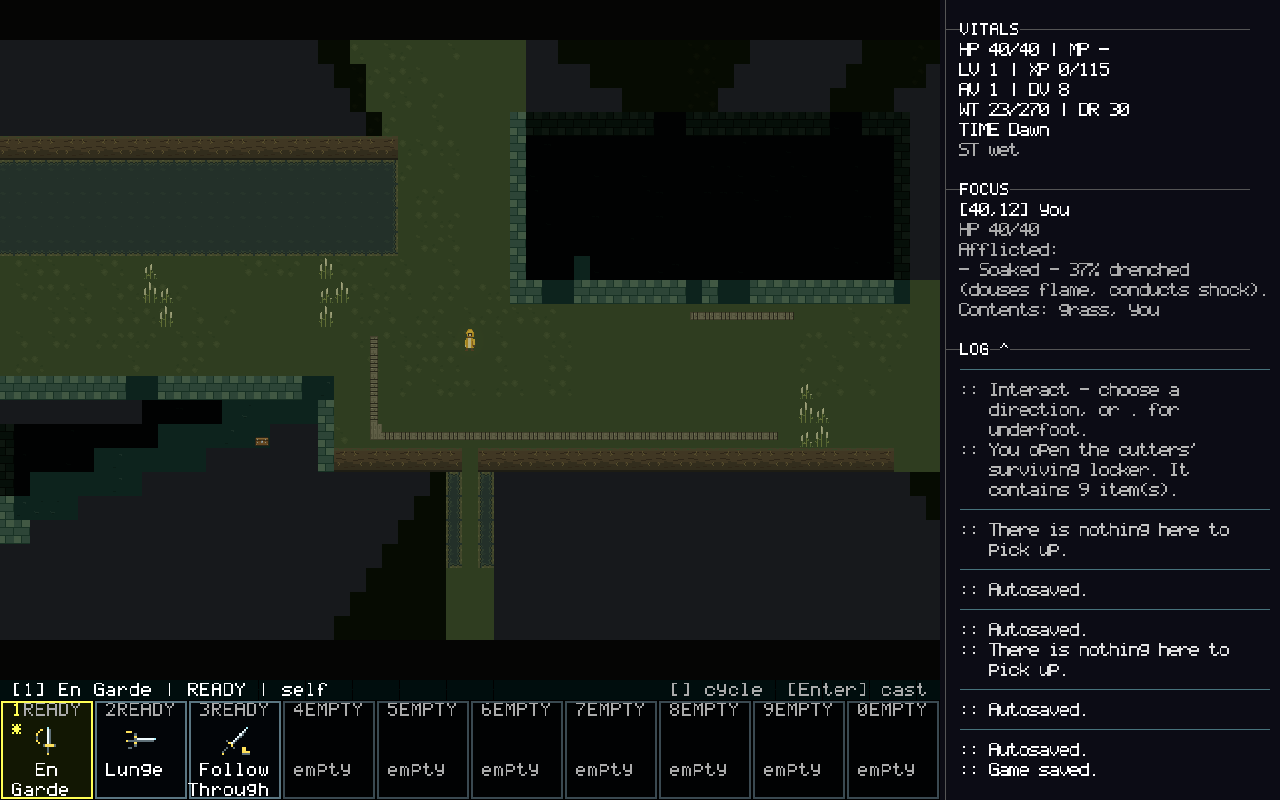 VITALS
HP 40/40 | MP -
LV 1 | XP 0/115
AV 1 | DV 8
WT 23/270 | DR 30
TIME Dawn
ST wet
FOCUS
[40,12] You
HP 40/40
Afflicted:
- Soaked - 37% drenched
(douses flame, conducts shock).
Contents: grass, You
LOG ^
:: Interact - choose a
direction, or . for
underfoot.
:: You open the cutters'
surviving locker. It
contains 9 item(s).
:: There is nothing here to
Pick up.
:: Autosaved.
:: Autosaved.
:: There is nothing here to
Pick up.
:: Autosaved.
:: Autosaved.
:: Game saved.
[1] En Garde | READY | self
[] cycle [Enter] cast
1READY 2READY 3READY 4EMPTY 5EMPTY 6EMPTY 7EMPTY 8EMPTY 9EMPTY 0EMPTY
*
En Garde
Lunge
Follow Through
empty empty empty empty empty empty empty